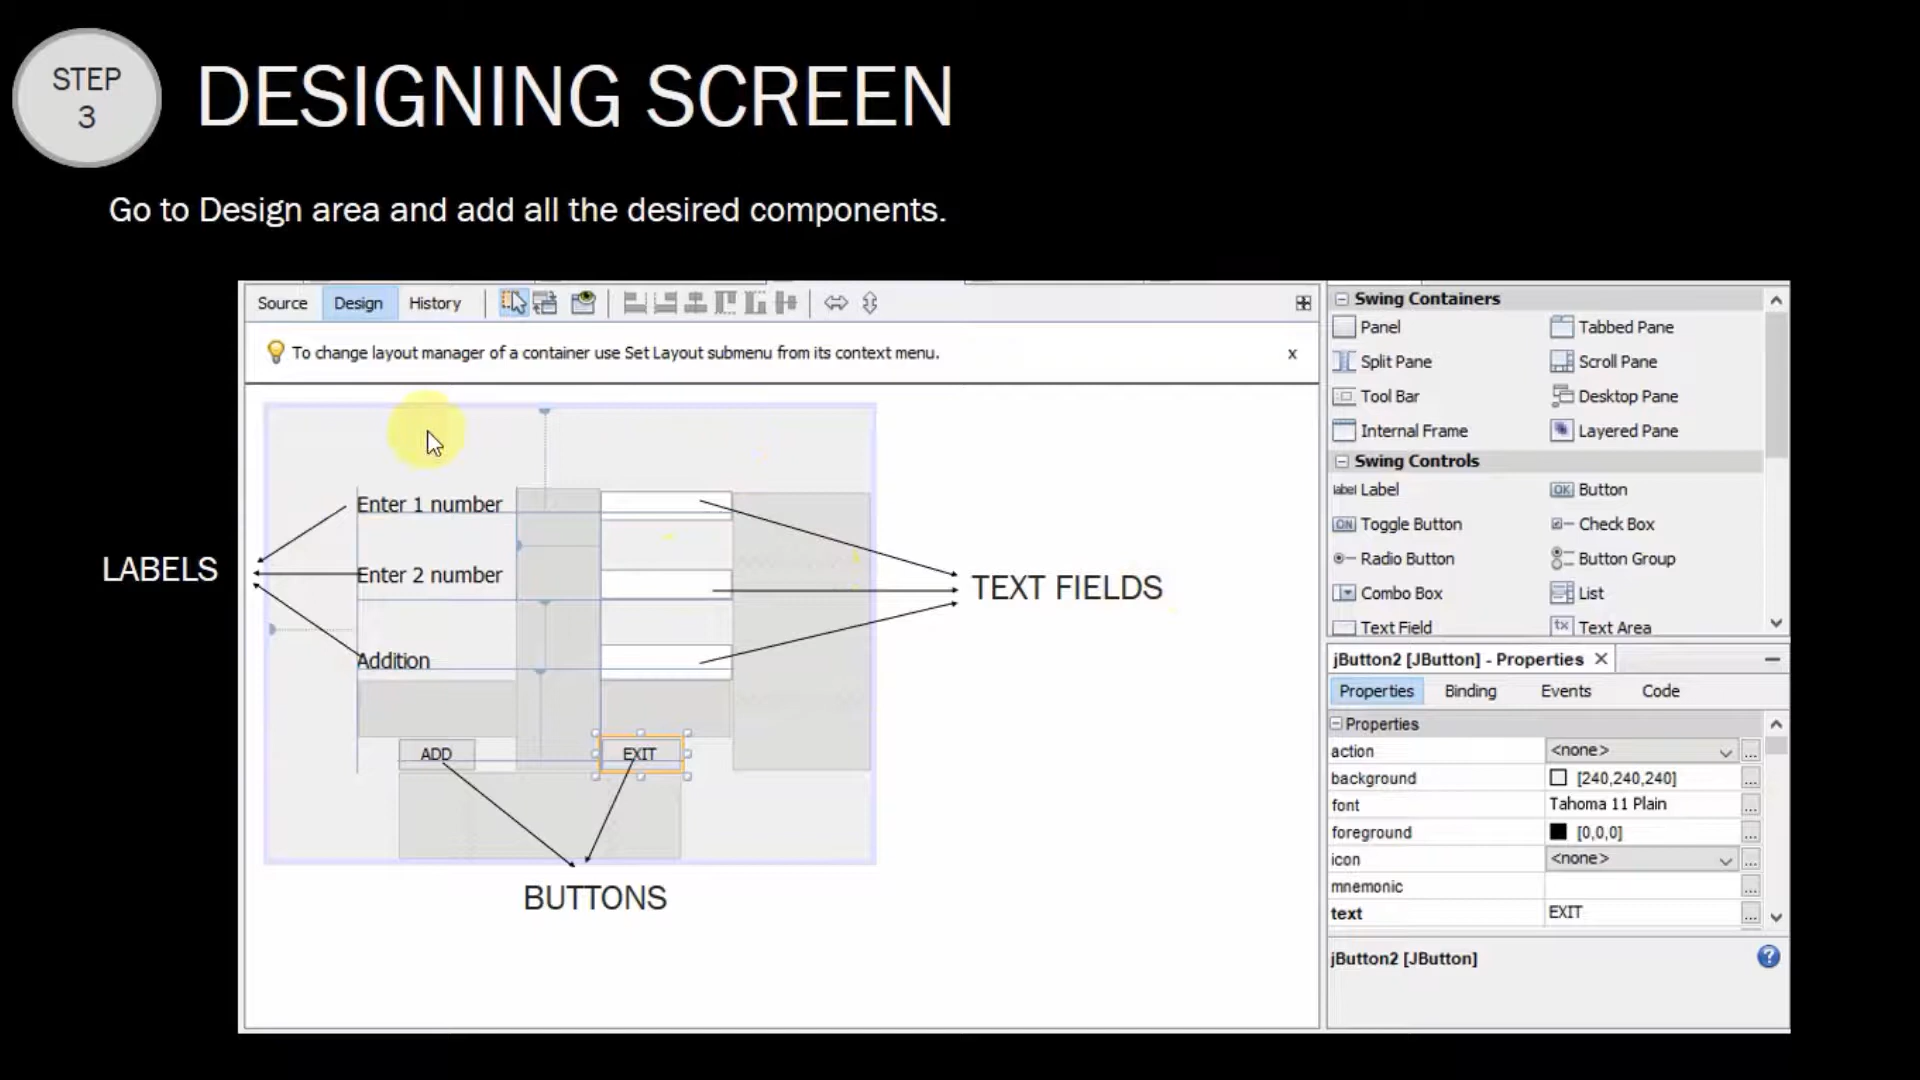 STEP
3
DESIGNING SCREEN
Go to Design area and add all the desired components.
Source Design History
To change layout manager of a container use Set Layout submenu from its context menu. x
Enter 1 number
Enter 2 number
Addition
ADD EXIT
LABELS
TEXT FIELDS
BUTTONS
Swing Containers
Panel Tabbed Pane
Split Pane Scroll Pane
Tool Bar Desktop Pane
Internal Frame Layered Pane
Swing Controls
label Label OK Button
ON Toggle Button Check Box
Radio Button Button Group
Combo Box List
Text Field tx Text Area
jButton2 [JButton] - Properties
Properties Binding Events Code
Properties
action <none> ...
background [240,240,240] ...
font Tahoma 11 Plain ...
foreground [0,0,0] ...
icon <none> ...
mnemonic ...
text EXIT ...
jButton2 [JButton] ?